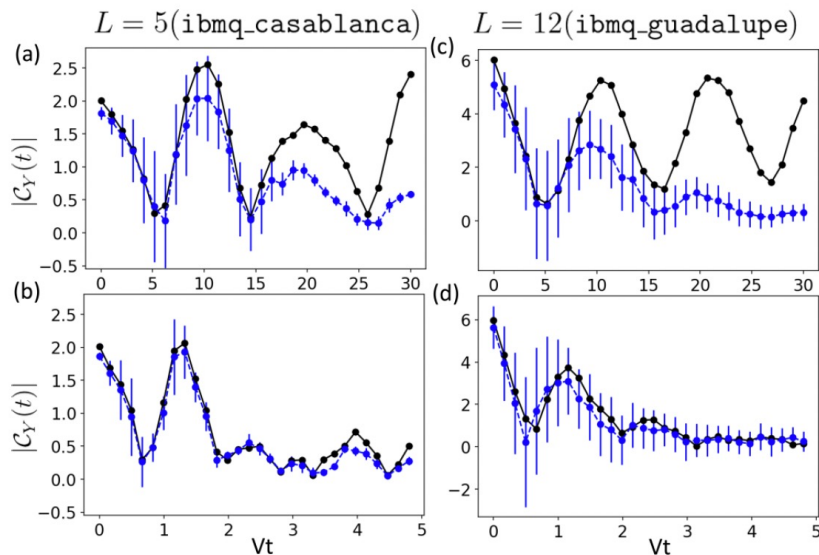 L = 5(ibmq_casablanca)
L = 12(ibmq_guadalupe)
(a)
|C_Y(t)|
2.5
2.0
1.5
1.0
0.5
0.0
−0.5
0 5 10 15 20 25 30
(c)
6
4
2
0
0 5 10 15 20 25 30
(b)
|C_Y(t)|
2.5
2.0
1.5
1.0
0.5
0.0
−0.5
0 1 2 3 4 5
Vt
(d)
6
4
2
0
−2
0 1 2 3 4 5
Vt